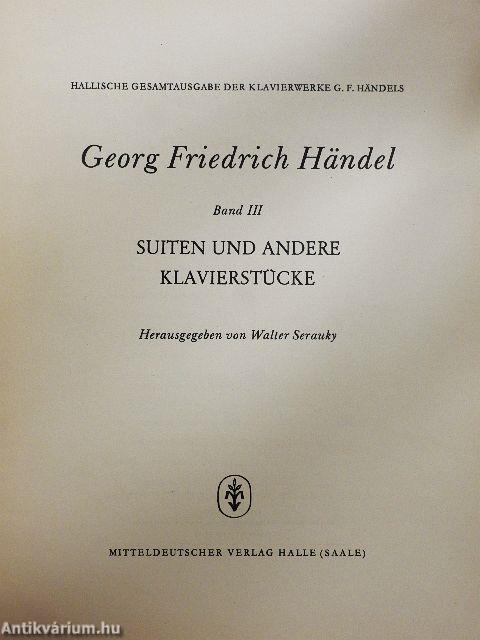 HALLISCHE GESAMTAUSGABE DER KLAVIERWERKE G. F. HÄNDELS
Georg Friedrich Händel
Band III
SUITEN UND ANDERE
KLAVIERSTÜCKE
Herausgegeben von Walter Serauky
MITTELDEUTSCHER VERLAG HALLE (SAALE)
Antikvárium.hu